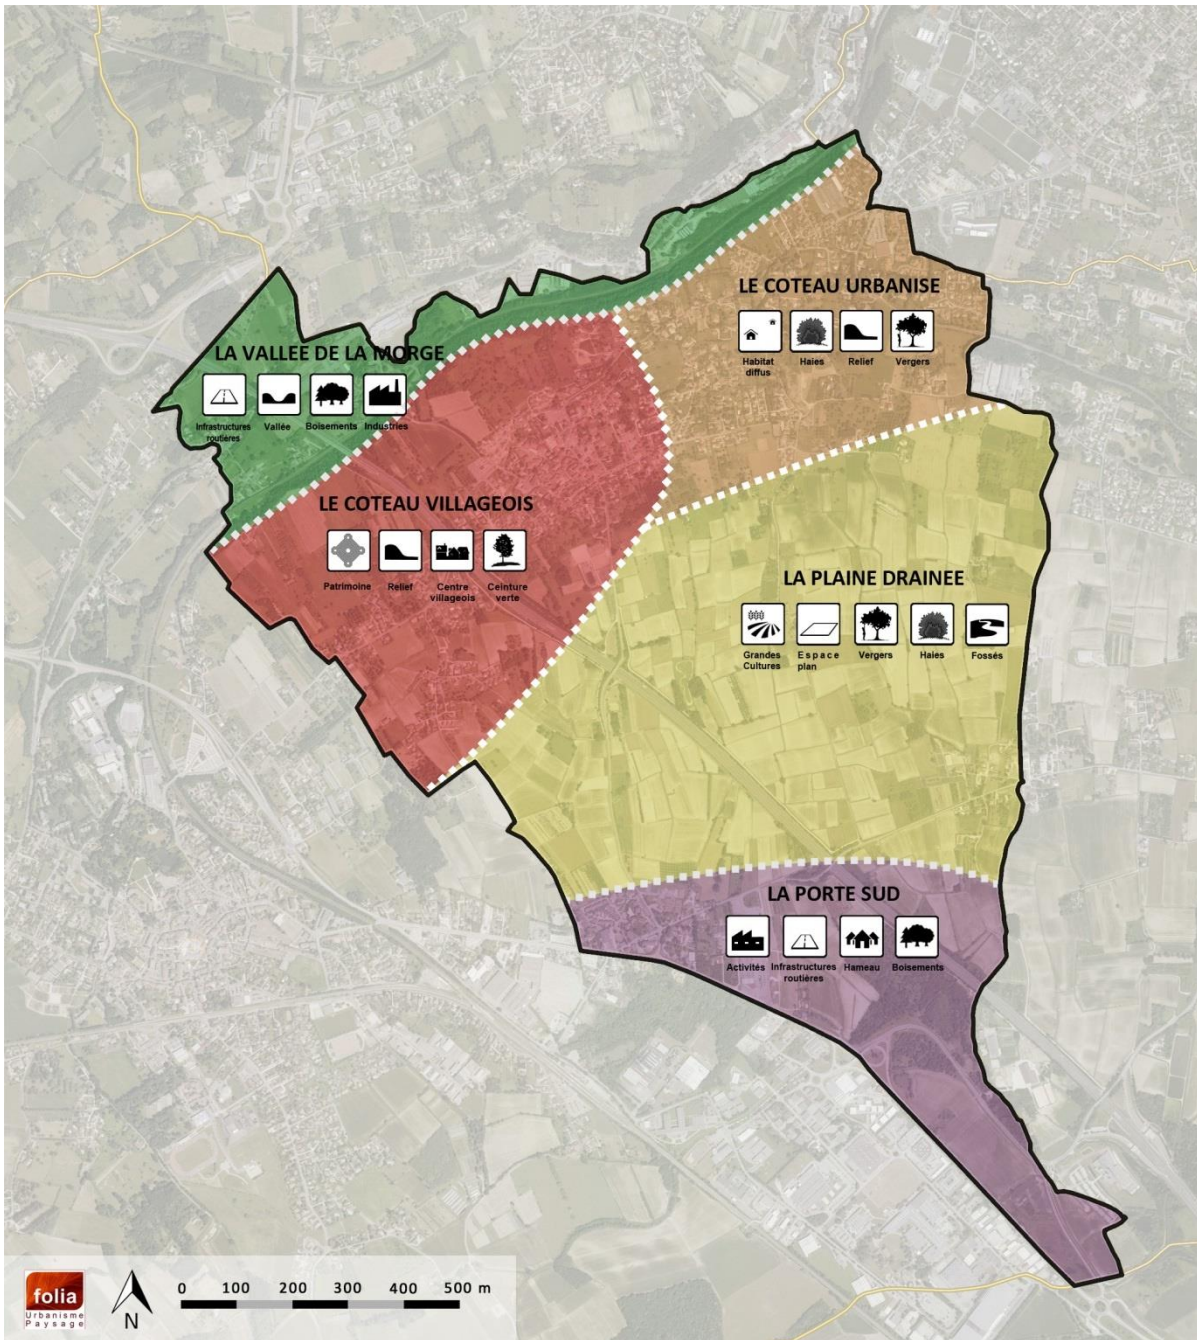 LE COTEAU URBANISE
Habitat
diffus
Haies
Relief
Vergers
LA VALLEE DE LA MORGE
Infrastructures
routières
Vallée
Boisements
Industries
LE COTEAU VILLAGEOIS
Patrimoine
Relief
Centre
villageois
Ceinture
verte
LA PLAINE DRAINEE
Grandes
Cultures
Espace
plan
Vergers
Haies
Fossés
LA PORTE SUD
Activités
Infrastructures
routières
Hameau
Boisements
folia
Urbanisme
Paysage
N
0 100 200 300 400 500 m